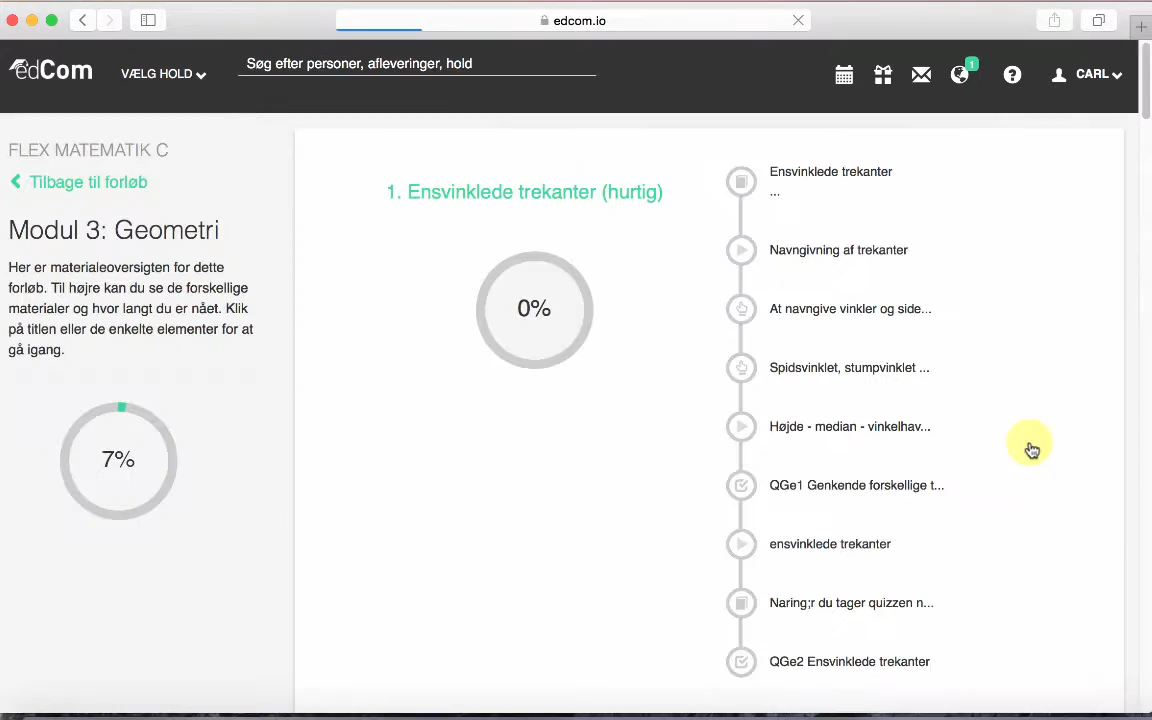 edcom.io
edCom
VÆLG HOLD
Søg efter personer, afleveringer, hold
1
?
CARL
FLEX MATEMATIK C
Tilbage til forløb
Modul 3: Geometri
Her er materialeoversigten for dette
forløb. Til højre kan du se de forskellige
materialer og hvor langt du er nået. Klik
på titlen eller de enkelte elementer for at
gå igang.
7%
1. Ensvinklede trekanter (hurtig)
0%
Ensvinklede trekanter
...
Navngivning af trekanter
At navngive vinkler og side...
Spidsvinklet, stumpvinklet ...
Højde - median - vinkelhav...
QGe1 Genkende forskellige t...
ensvinklede trekanter
Naring;r du tager quizzen n...
QGe2 Ensvinklede trekanter